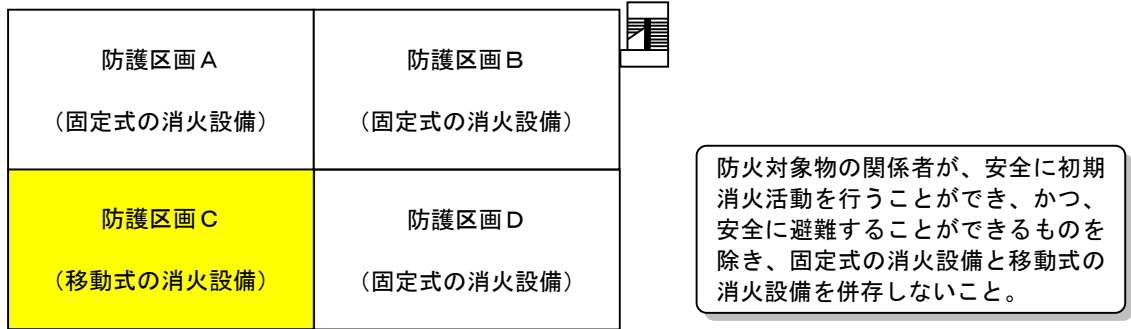 防護区画A
(固定式の消火設備)
防護区画B
(固定式の消火設備)
防護区画C
(移動式の消火設備)
防護区画D
(固定式の消火設備)
防火対象物の関係者が、安全に初期
消火活動を行うことができ、かつ、
安全に避難することができるものを
除き、固定式の消火設備と移動式の
消火設備を併存しないこと。